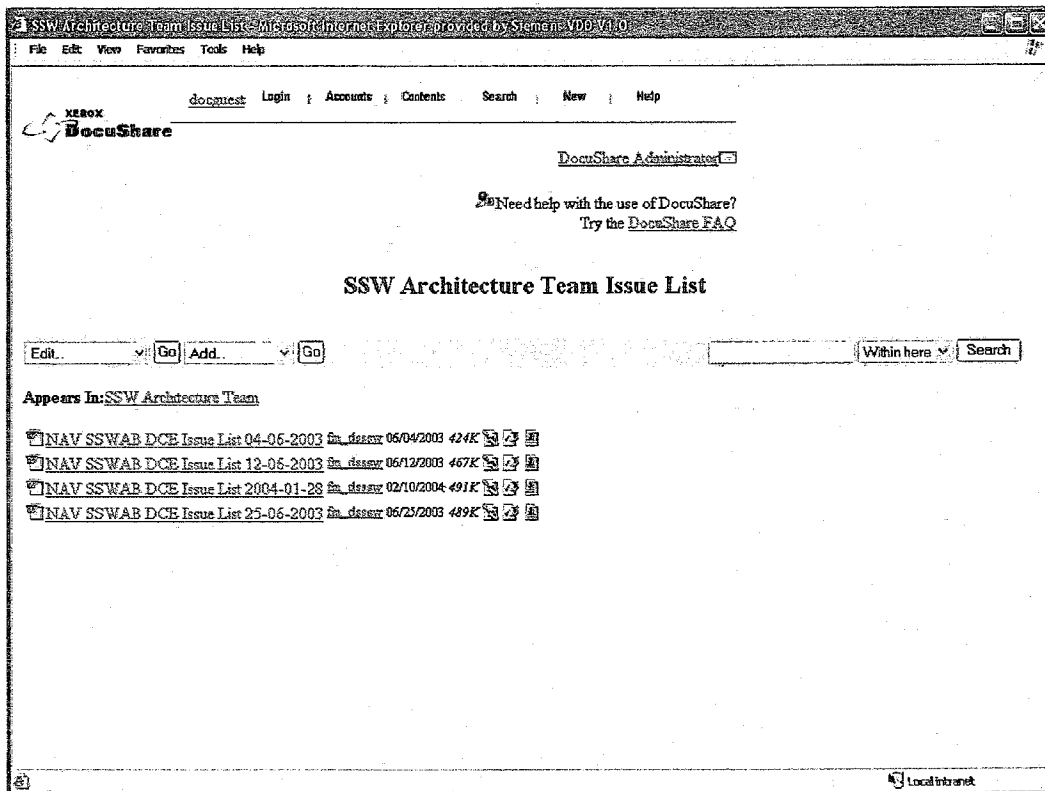 SSW Architecture Team Issue List - Microsoft Internet Explorer provided by Siemens VDO V1.0
File Edit View Favorites Tools Help
docguest Login Accounts Contents Search New Help
XEROX
DocuShare
DocuShare Administrator
Need help with the use of DocuShare?
Try the DocuShare FAQ
SSW Architecture Team Issue List
Edit.. Go Add.. Go Within here Search
Appears In:SSW Architecture Team
NAV SSWAB DCE Issue List 04-06-2003 06/04/2003 424K
NAV SSWAB DCE Issue List 12-06-2003 06/12/2003 467K
NAV SSWAB DCE Issue List 2004-01-28 02/10/2004 491K
NAV SSWAB DCE Issue List 25-06-2003 06/25/2003 489K
Local intranet